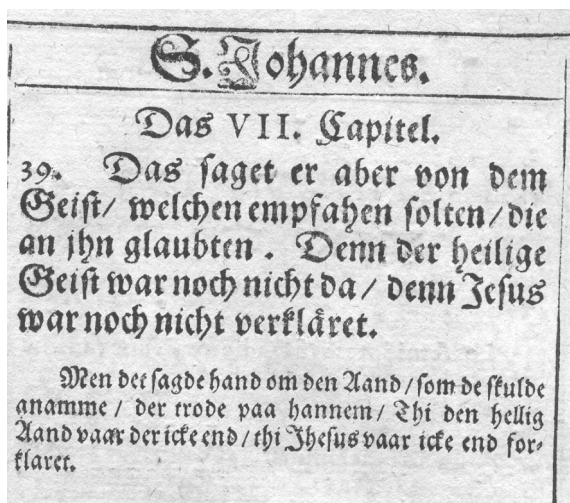 S. Johannes.
Das VII. Capitel.
39. Das saget er aber von dem
Geist/ welchen empfahen solten/die
an jhn glaubten . Denn der heilige
Geist war noch nicht da/ denn Jesus
war noch nicht verkläret.
Men det sagde hand om den Aand/som de skulde
anamme / der trode paa hannem/ Thi den hellig
Aand vaar der icke end/thi Jhesus vaar icke end for-
klaret.